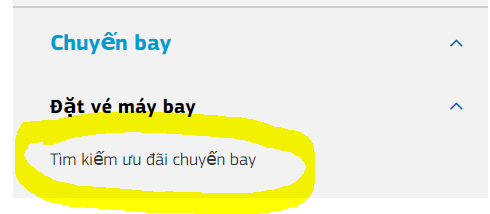 Chuyến bay
Đặt vé máy bay
Tìm kiếm ưu đãi chuyến bay